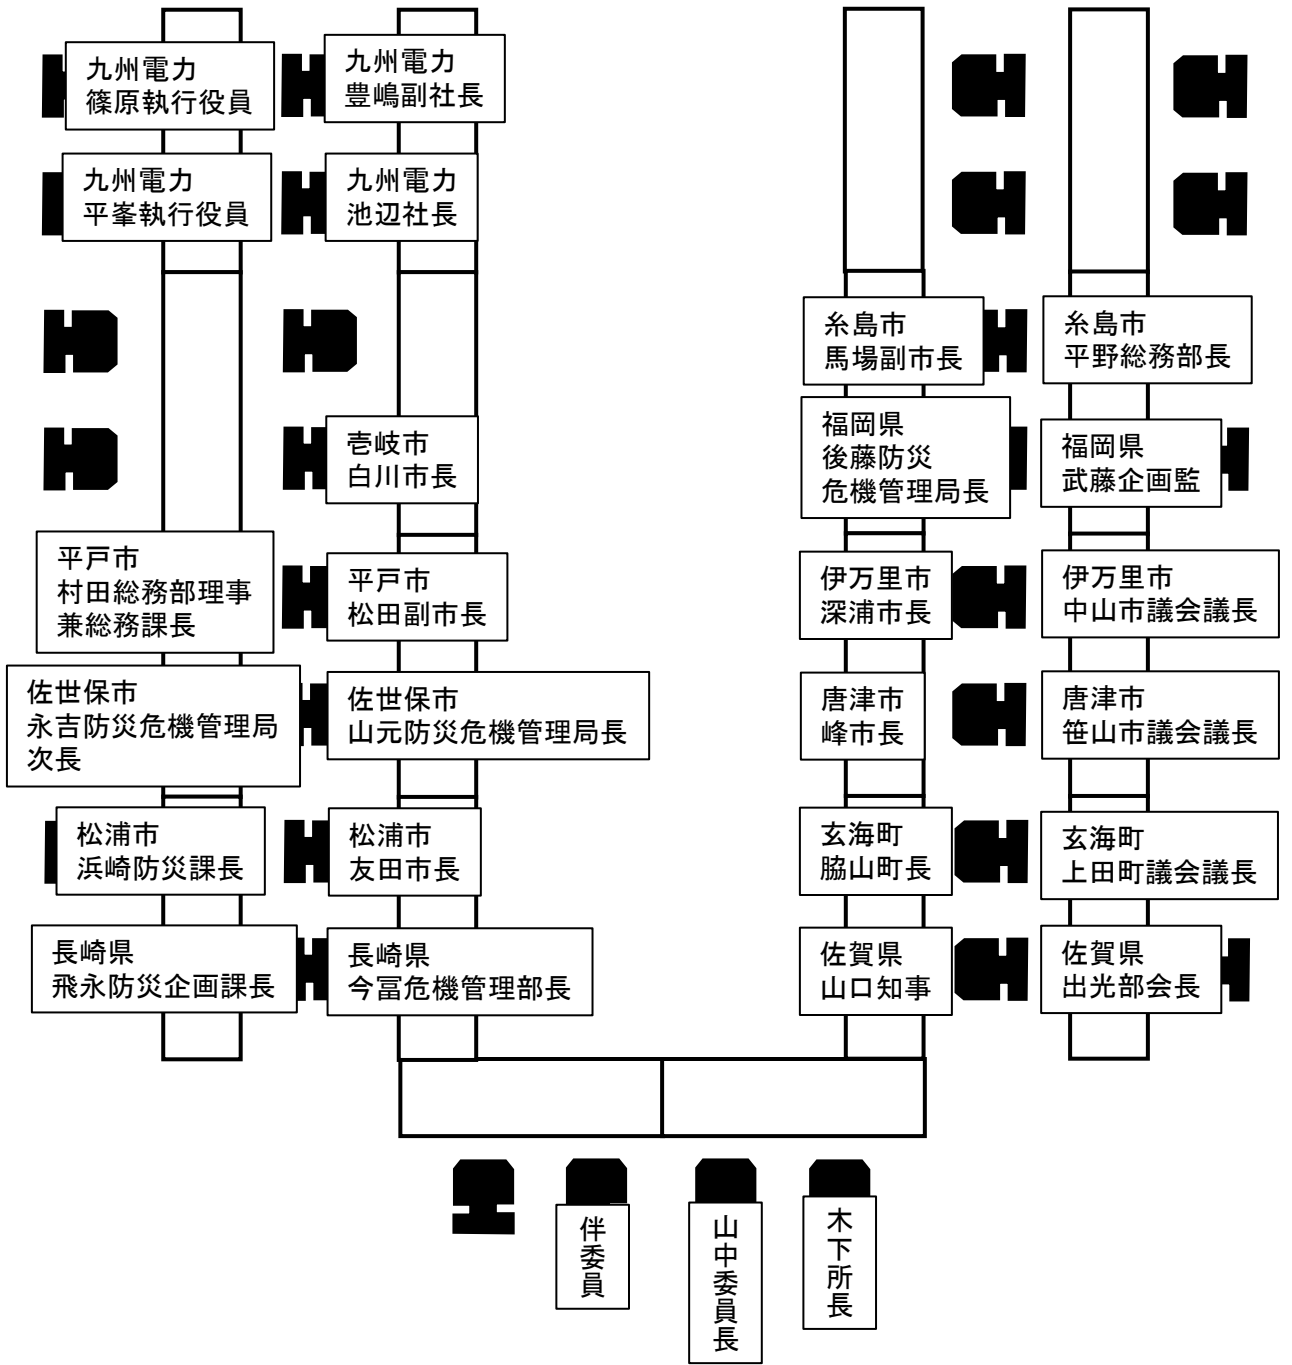 九州電力
篠原執行役員
九州電力
豊嶋副社長
九州電力
平峯執行役員
九州電力
池辺社長
糸島市
馬場副市長
糸島市
平野総務部長
壱岐市
白川市長
福岡県
後藤防災
危機管理局長
福岡県
武藤企画監
平戸市
村田総務部理事
兼総務課長
平戸市
松田副市長
伊万里市
深浦市長
伊万里市
中山市議会議長
佐世保市
永吉防災危機管理局
次長
佐世保市
山元防災危機管理局長
唐津市
峰市長
唐津市
笹山市議会議長
松浦市
浜崎防災課長
松浦市
友田市長
玄海町
脇山町長
玄海町
上田町議会議長
長崎県
飛永防災企画課長
長崎県
今冨危機管理部長
佐賀県
山口知事
佐賀県
出光部会長
伴委員
山中委員長
木下所長